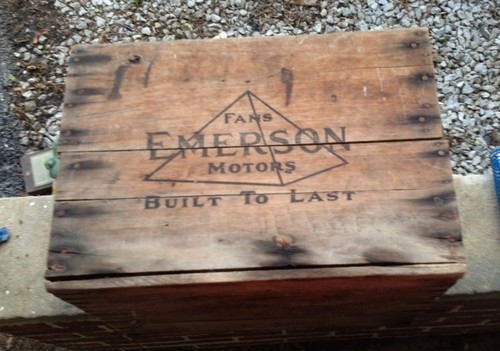 FANS
EMERSON
MOTORS
BUILT TO LAST